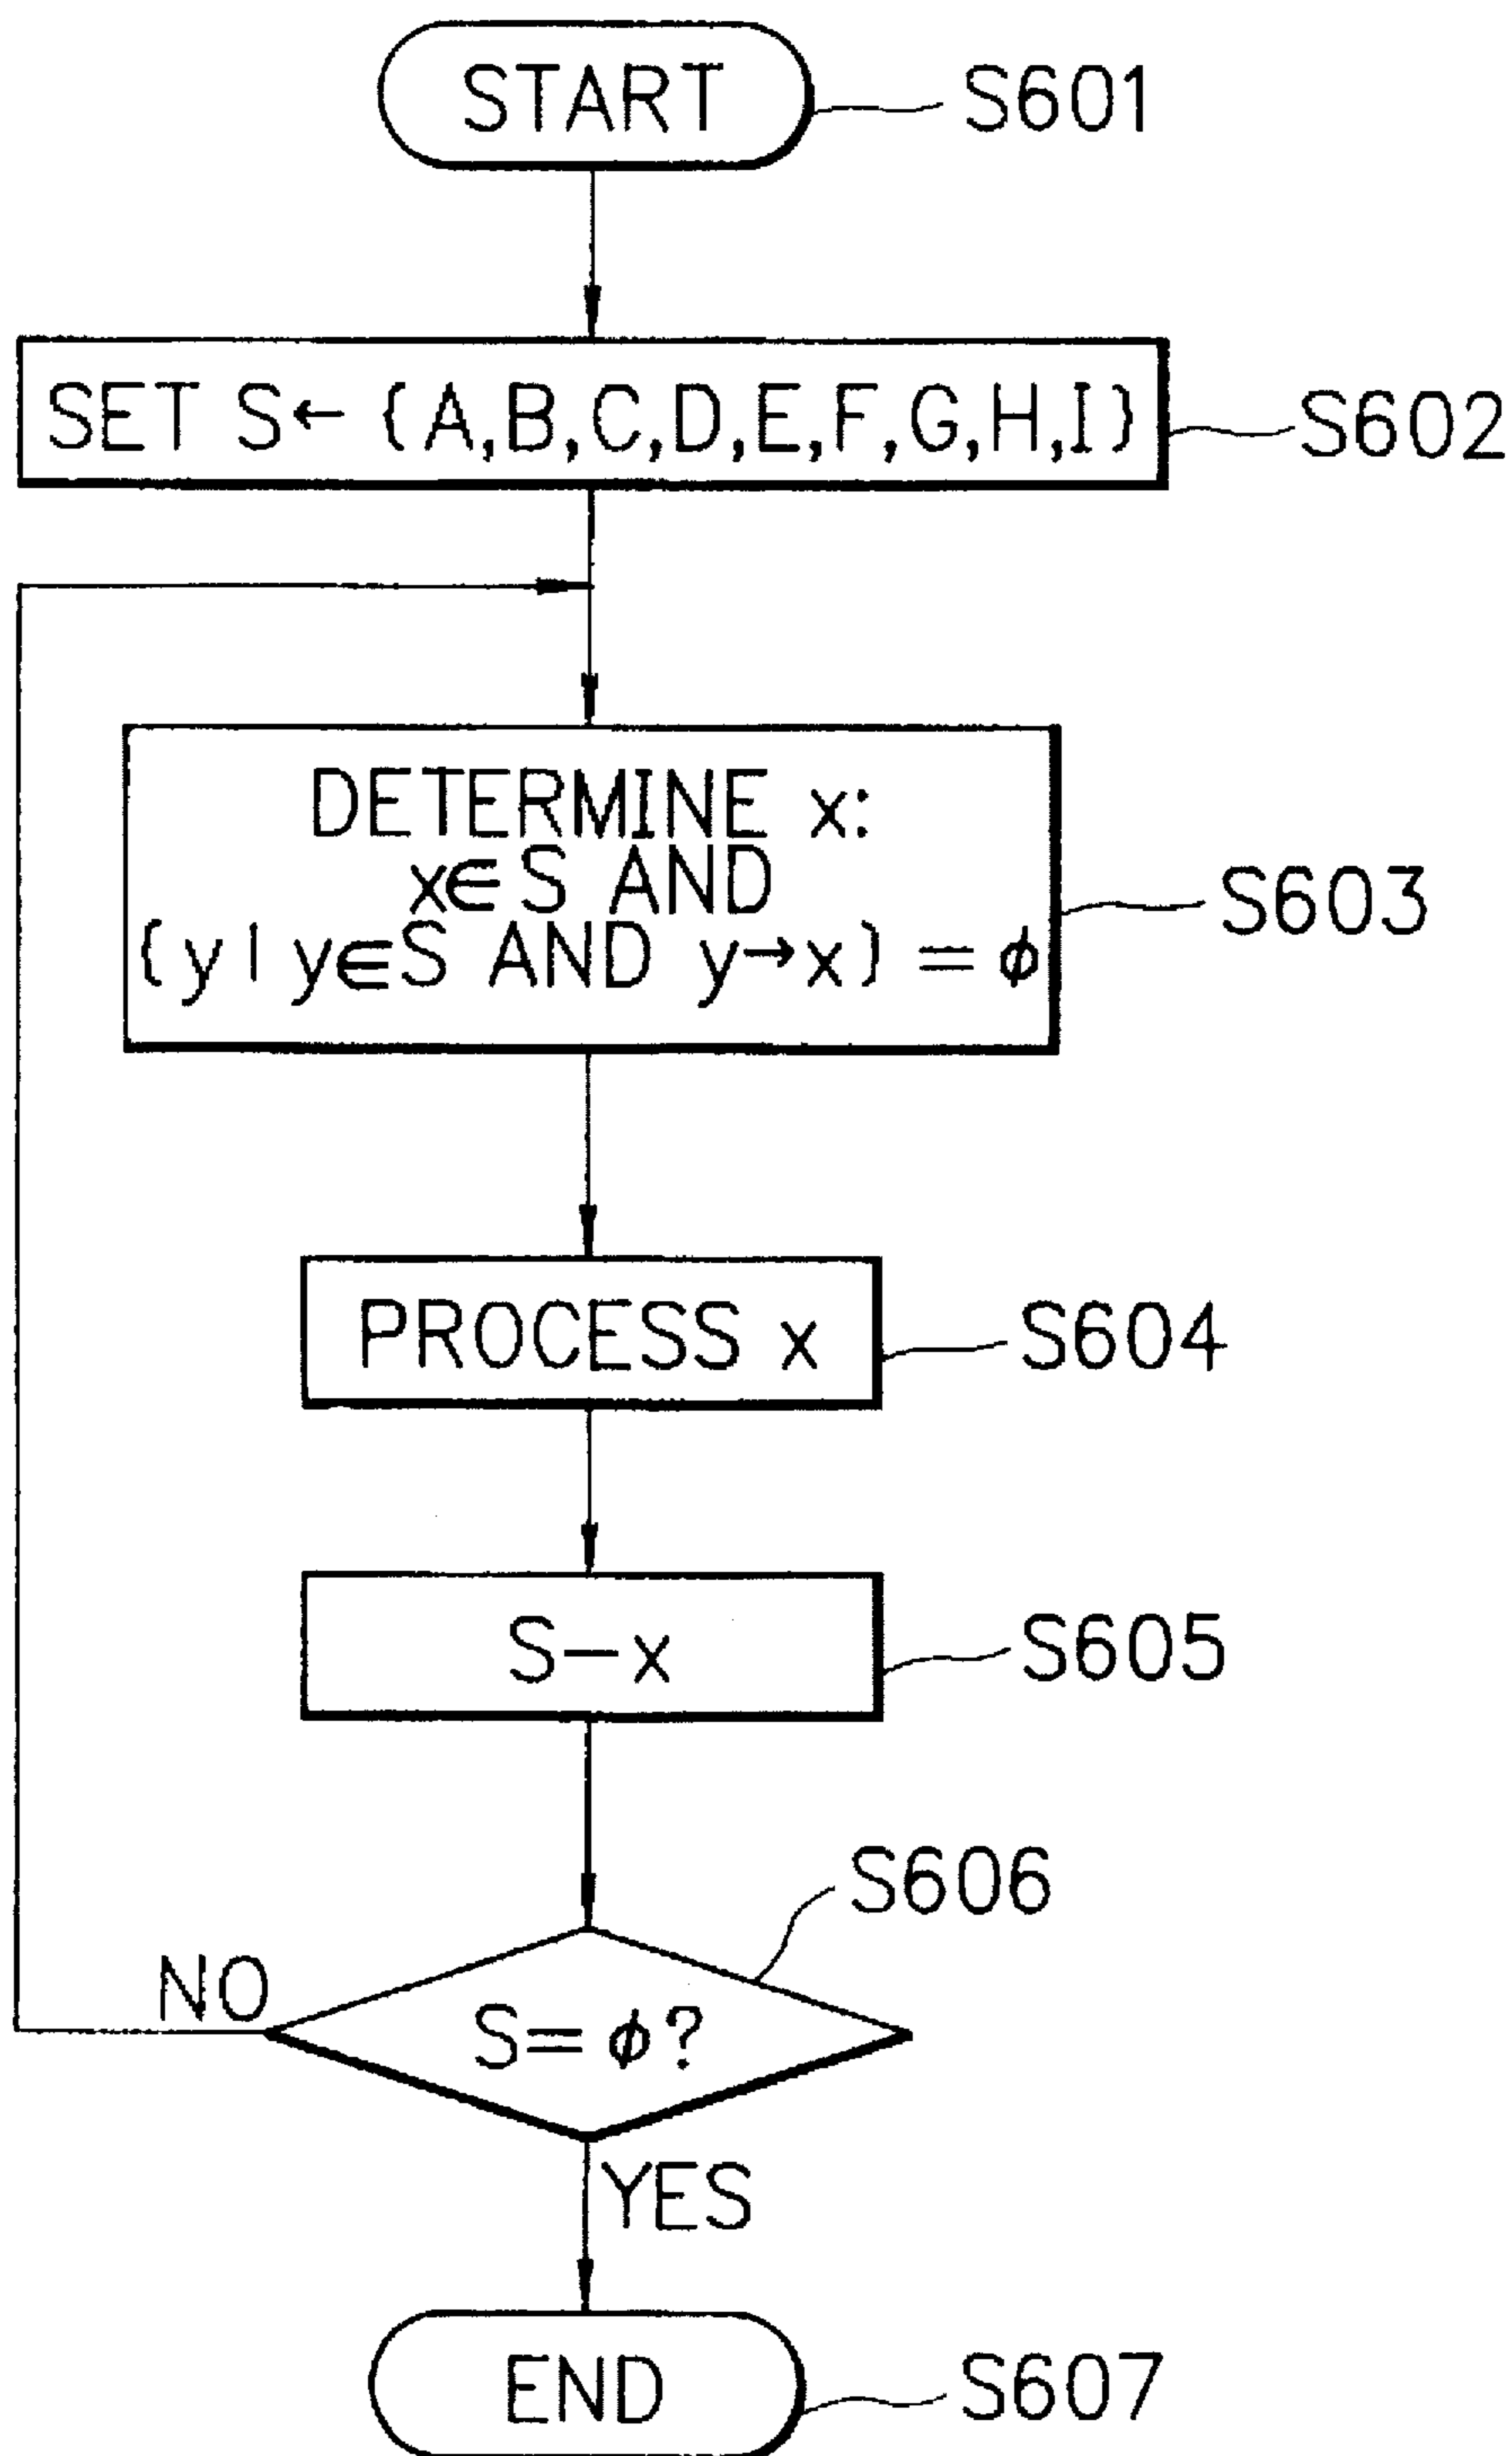 START
S601
SET S← {A,B,C,D,E,F,G,H,I}
S602
DETERMINE x:
x∈S AND
{y | y∈S AND y→x} = ϕ
S603
PROCESS x
S604
S−x
S605
S606
NO
S= ϕ?
YES
END
S607